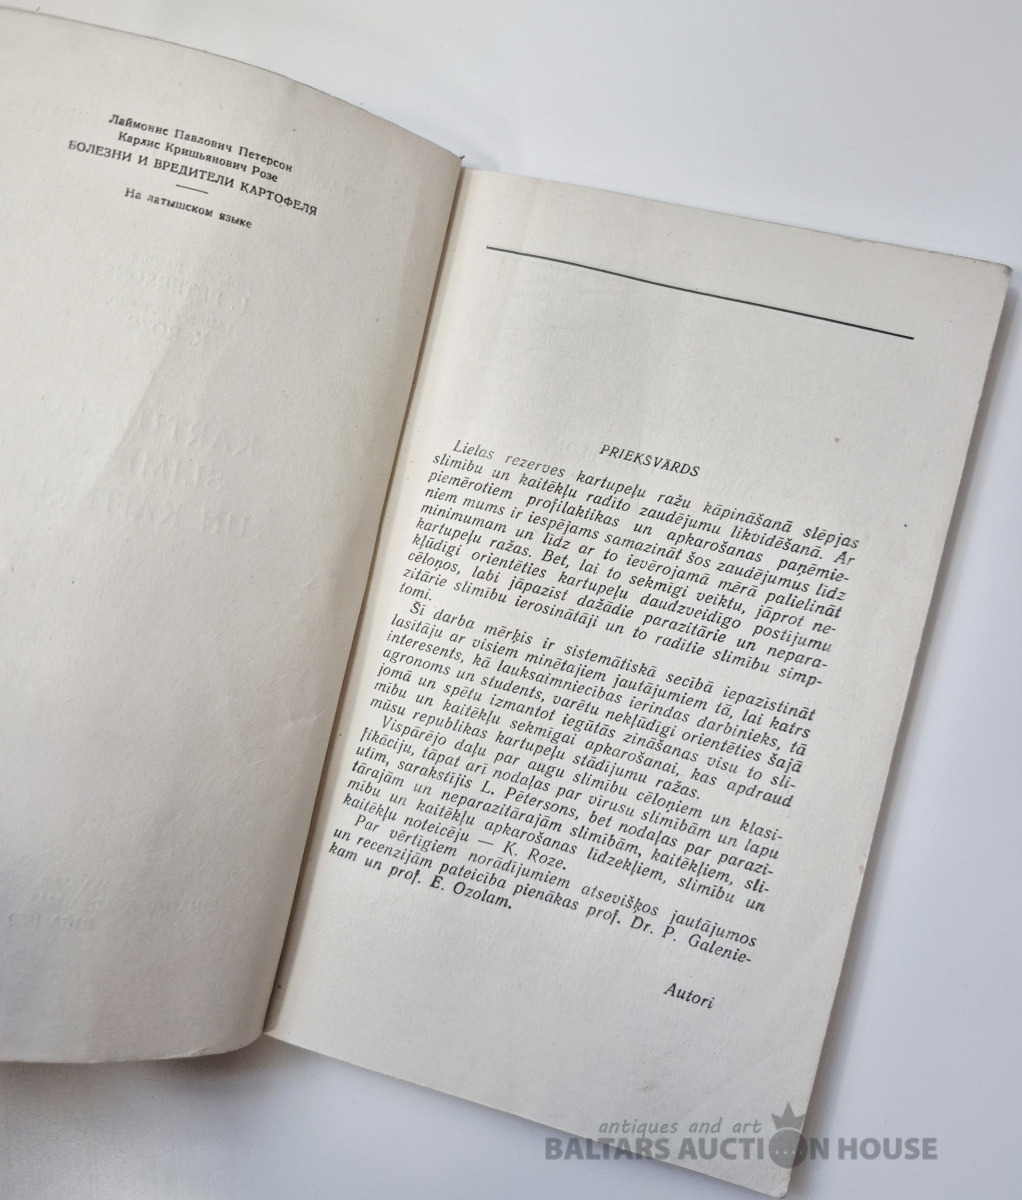 Лаймонис Павлович Петерсон
Карлис Кришьянович Розе
БОЛЕЗНИ И ВРЕДИТЕЛИ КАРТОФЕЛЯ
На латышском языке
PRIEKŠVĀRDS
Lielas rezerves kartupeļu ražu kāpināšanā slēpjas
slimību un kaitēkļu radīto zaudējumu likvidēšanā. Ar
piemērotiem profilaktikas un apkarošanas paņēmie-
niem mums ir iespējams samazināt šos zaudējumus līdz
minimumam un līdz ar to ievērojamā mērā palielināt
kartupeļu ražas. Bet, lai to sekmīgi veiktu, jāprot ne-
kļūdīgi orientēties kartupeļu daudzveidīgo postījumu
cēloņos, labi jāpazīst dažādie parazitārie un nepara-
zitārie slimību ierosinātāji un to radītie slimību simp-
tomi.
Šī darba mērķis ir sistemātiskā secībā iepazīstināt
lasītāju ar visiem minētajiem jautājumiem tā, lai katrs
interesents, kā lauksaimniecības ierindas darbinieks, tā
agronoms un students, varētu nekļūdīgi orientēties šajā
jomā un spētu izmantot iegūtās zināšanas visu to sli-
mību un kaitēkļu sekmīgai apkarošanai, kas apdraud
mūsu republikas kartupeļu stādījumu ražas.
Vispārējo daļu par augu slimību cēloņiem un klasi-
fikāciju, tāpat arī nodaļas par vīrusu slimībām un lapu
utīm, sarakstījis L. Pētersons, bet nodaļas par parazi-
tārajām un neparazitārajām slimībām, kaitēkļiem, sli-
mību un kaitēkļu apkarošanas līdzekļiem, slimību un
kaitēkļu noteicēju — K. Roze.
Par vērtīgiem norādījumiem atsevišķos jautājumos
un recenzijām pateicība pienākas prof. Dr. P. Galenie-
kam un prof. E. Ozolam.
Autori
antiques and art
BALTARS AUCTION HOUSE